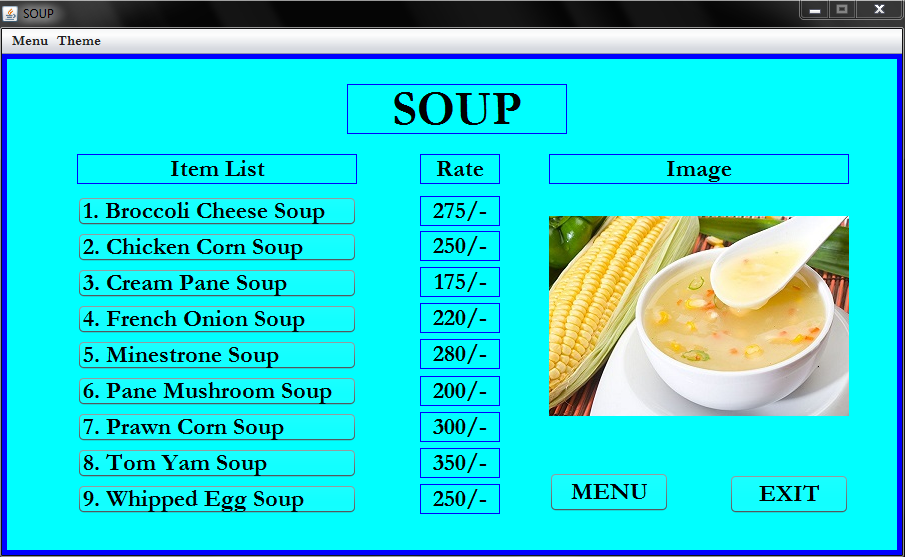 SOUP
Menu Theme
SOUP
Item List Rate Image
1. Broccoli Cheese Soup 275/-
2. Chicken Corn Soup 250/-
3. Cream Pane Soup 175/-
4. French Onion Soup 220/-
5. Minestrone Soup 280/-
6. Pane Mushroom Soup 200/-
7. Prawn Corn Soup 300/-
8. Tom Yam Soup 350/-
9. Whipped Egg Soup 250/-
MENU EXIT